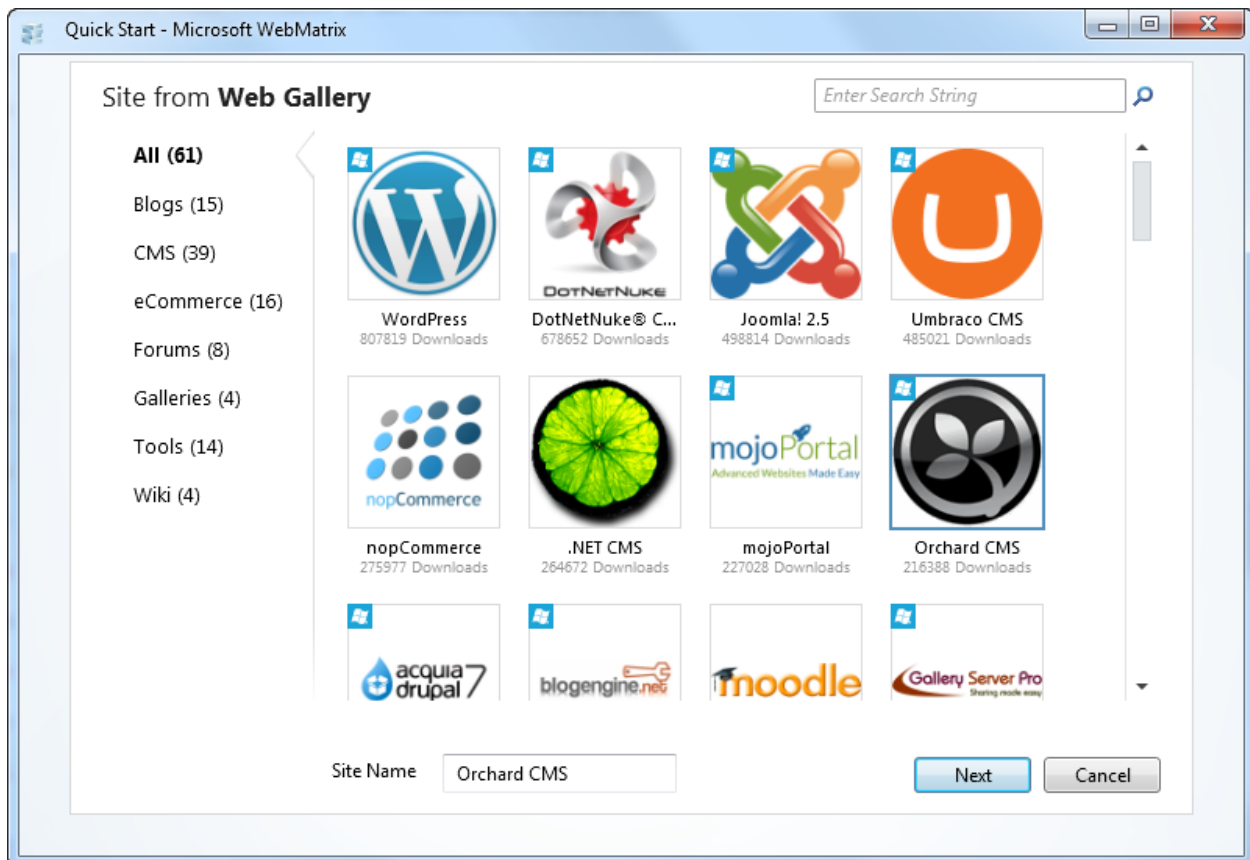 Quick Start - Microsoft WebMatrix
Site from Web Gallery
Enter Search String
All (61)
Blogs (15)
CMS (39)
eCommerce (16)
Forums (8)
Galleries (4)
Tools (14)
Wiki (4)
W
DOTNETNUKE
WordPress
DotNetNuke® C...
Joomla! 2.5
Umbraco CMS
807819 Downloads
678652 Downloads
498814 Downloads
485021 Downloads
nopCommerce
mojoPortal
Advanced Websites Made Easy
nopCommerce
.NET CMS
mojoPortal
Orchard CMS
275977 Downloads
264672 Downloads
227028 Downloads
216388 Downloads
acquia
drupal 7
blogengine.net
moodle
Gallery Server Pro
Sharing made easy
Site Name
Orchard CMS
Next
Cancel